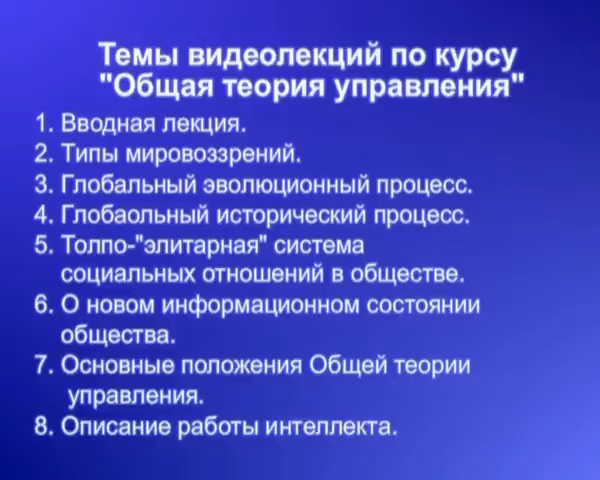 Темы видеолекций по курсу
"Общая теория управления"
1. Вводная лекция.
2. Типы мировоззрений.
3. Глобальный эволюционный процесс.
4. Глобаольный исторический процесс.
5. Толпо-"элитарная" система
социальных отношений в обществе.
6. О новом информационном состоянии
общества.
7. Основные положения Общей теории
управления.
8. Описание работы интеллекта.